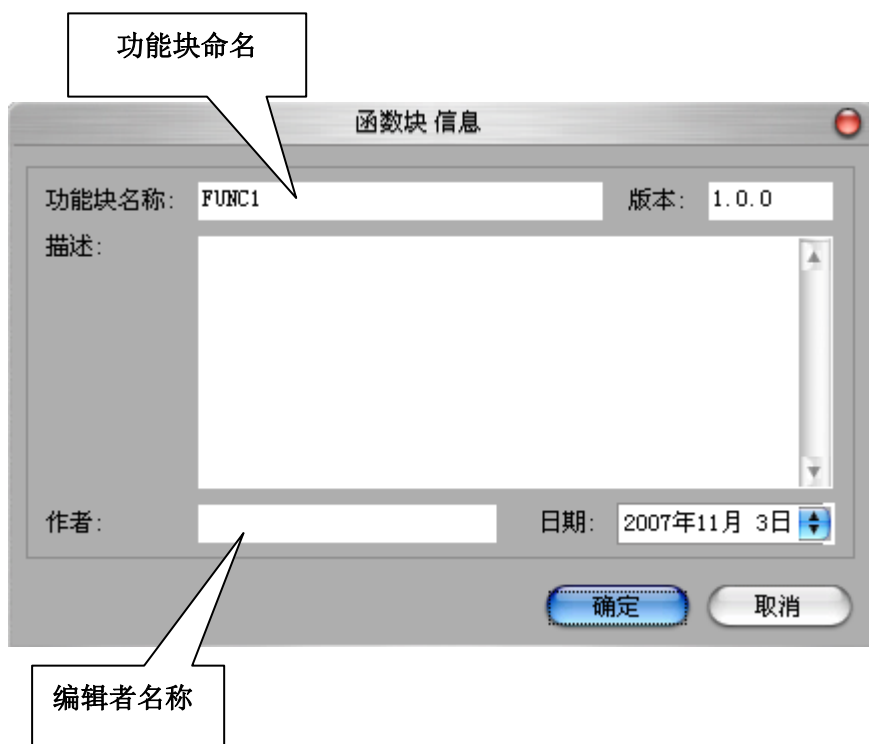 功能块命名
函数块 信息
功能块名称: FUNC1 版本: 1.0.0
描述:
作者: 日期: 2007年11月 3日
确定 取消
编辑者名称